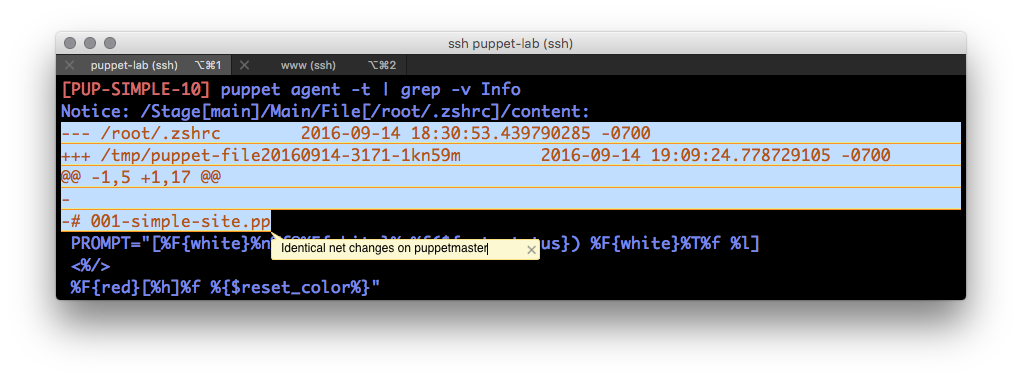 ssh puppet-lab (ssh)
puppet-lab (ssh) ⌥⌘1 www (ssh) ⌥⌘2
[PUP-SIMPLE-10] puppet agent -t | grep -v Info
Notice: /Stage[main]/Main/File[/root/.zshrc]/content:
--- /root/.zshrc 2016-09-14 18:30:53.439790285 -0700
+++ /tmp/puppet-file20160914-3171-1kn59m 2016-09-14 19:09:24.778729105 -0700
@@ -1,5 +1,17 @@
-
-# 001-simple-site.pp
PROMPT="[%F{white}%n us}) %F{white}%T%f %l]
Identical net changes on puppetmaster
<%/>
%F{red}[%h]%f %{$reset_color%}"